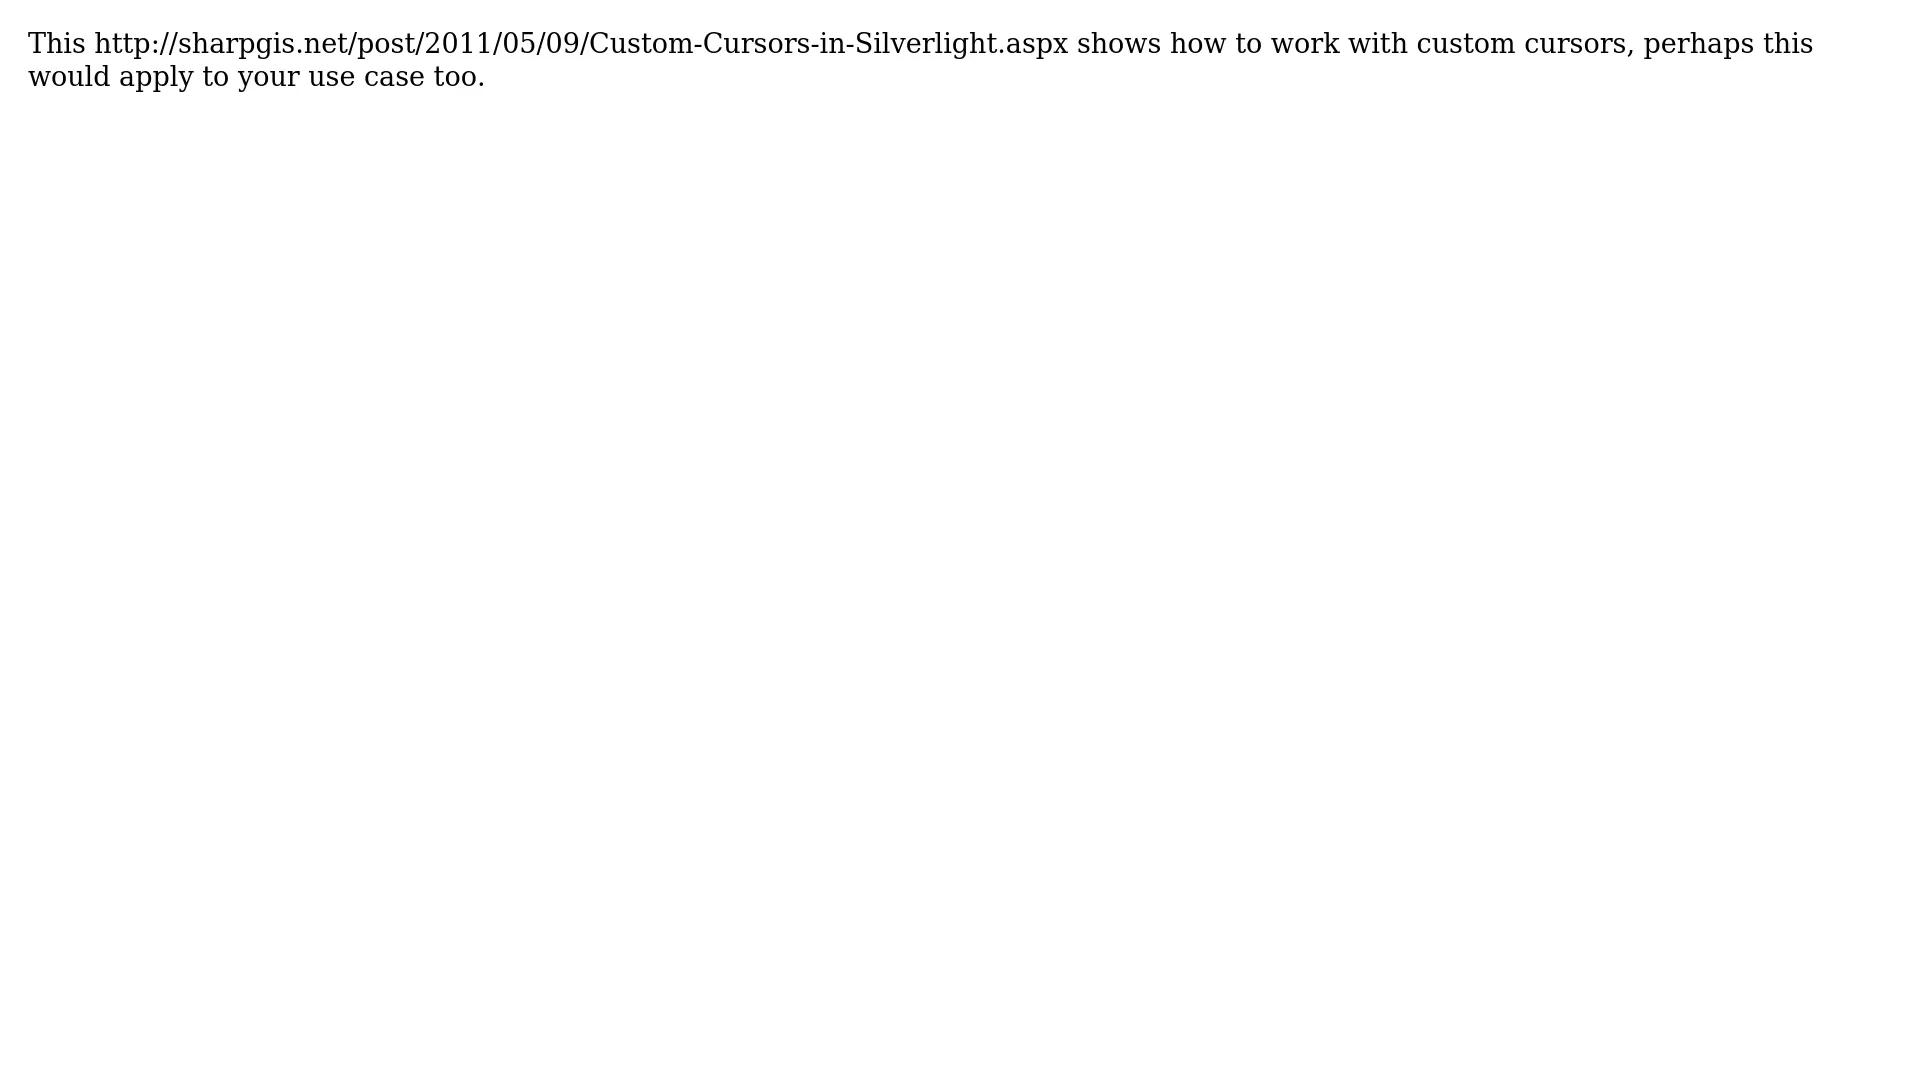 This http://sharpgis.net/post/2011/05/09/Custom-Cursors-in-Silverlight.aspx shows how to work with custom cursors, perhaps this
would apply to your use case too.